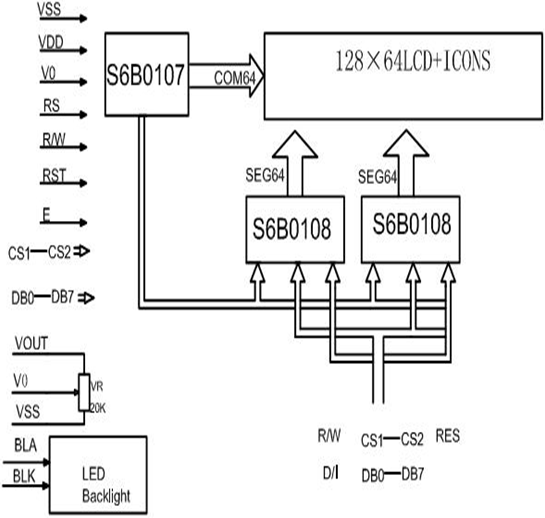 VSS
VDD
V0
RS
R/W
RST
E
CS1—CS2
DB0—DB7
S6B0107
COM64
128×64LCD+ICONS
SEG64
SEG64
S6B0108
S6B0108
VOUT
V0
VR
20K
VSS
BLA
BLK
LED
Backlight
R/W CS1—CS2 RES
D/I DB0—DB7